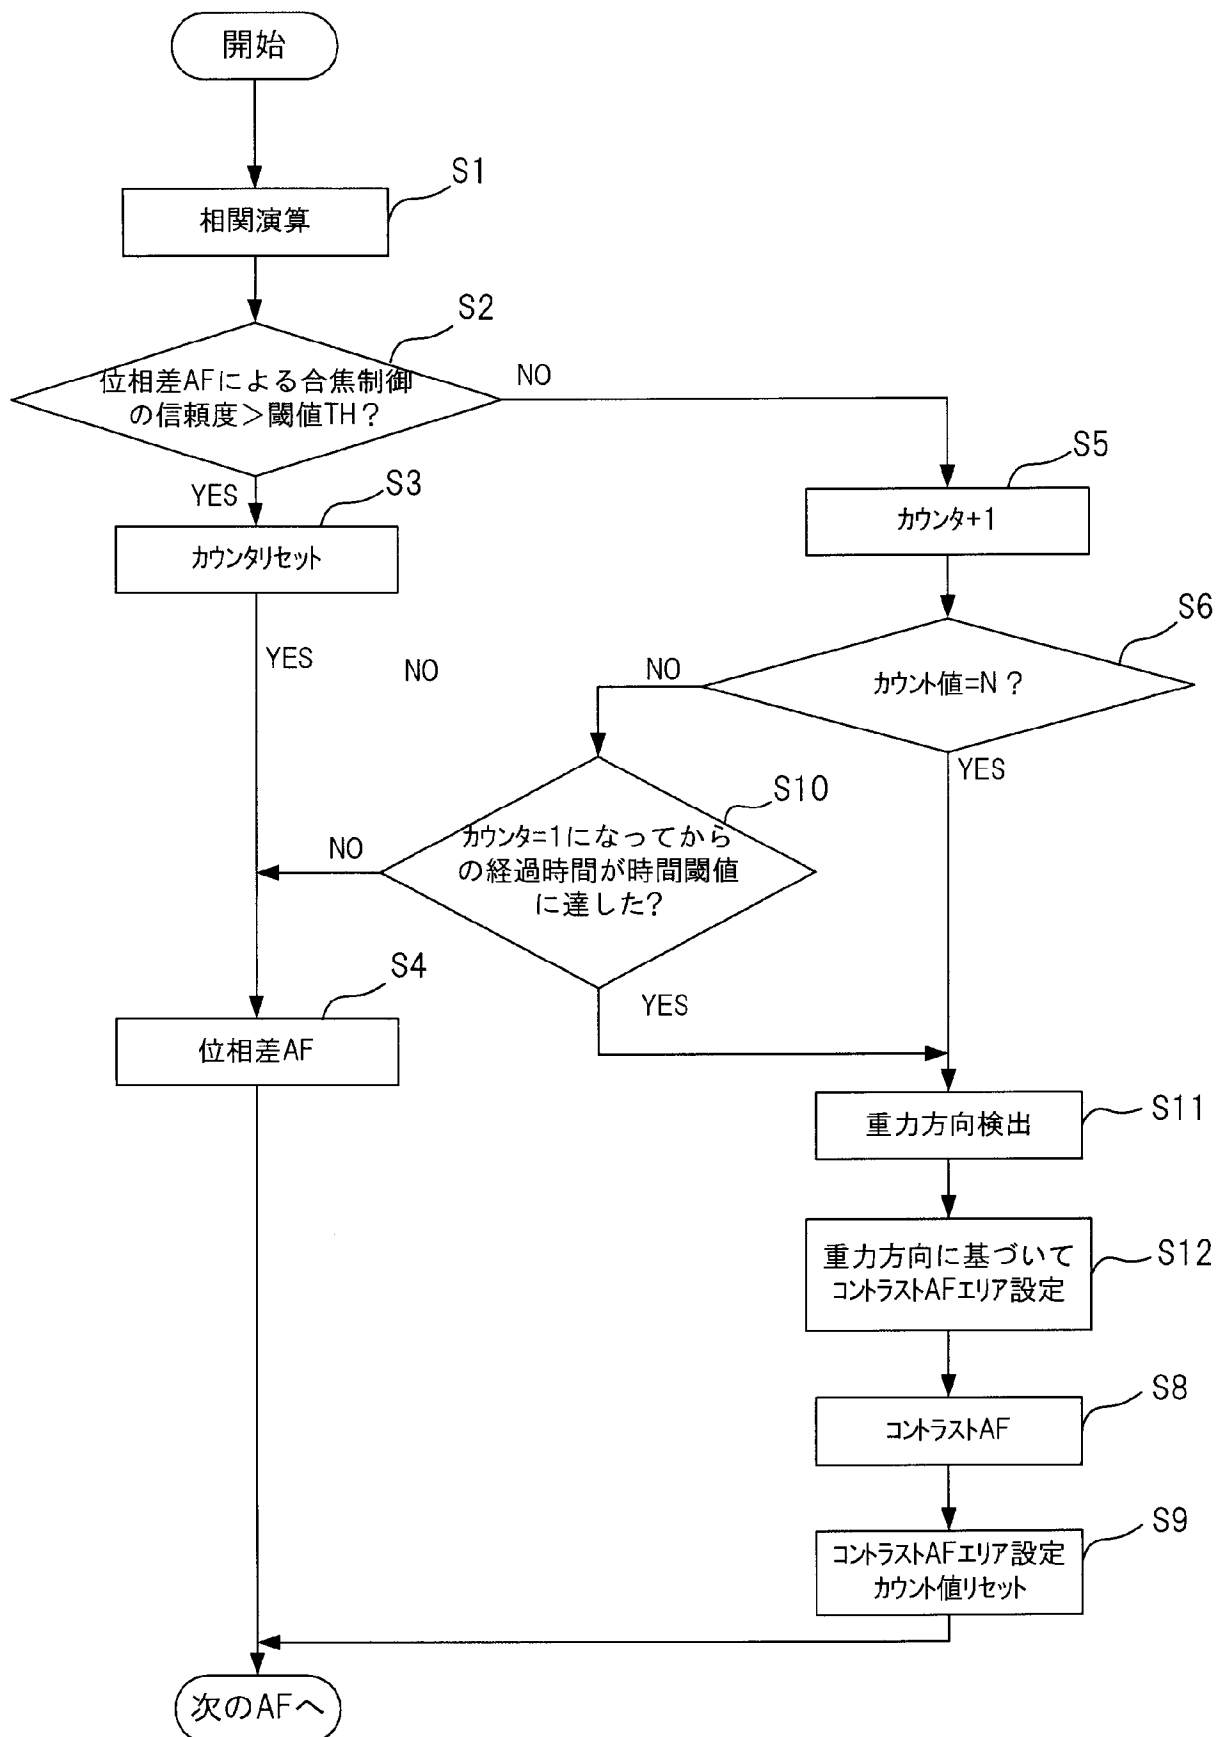 開始
S1
相関演算
S2
位相差AFによる合焦制御
の信頼度＞閾値TH？
NO
YES
S3
カウンタリセット
S5
カウンタ+1
YES
NO
S6
NO
カウント値=N？
YES
S10
カウンタ=1になってから
の経過時間が時間閾値
に達した？
NO
YES
S4
位相差AF
S11
重力方向検出
S12
重力方向に基づいて
コントラストAFエリア設定
S8
コントラストAF
S9
コントラストAFエリア設定
カウント値リセット
次のAFへ